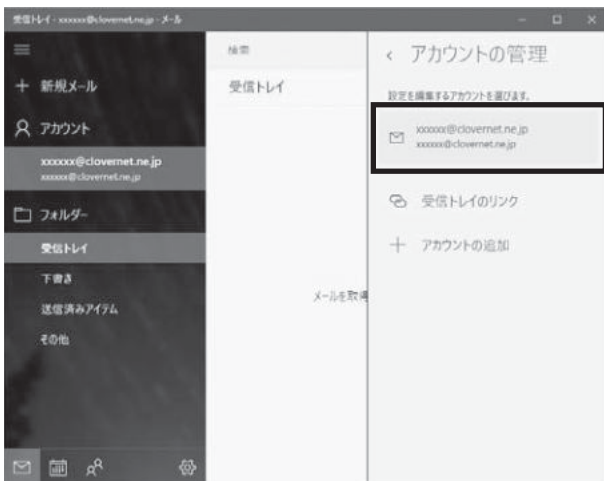 受信トレイ - xxxxxx@clovernet.ne.jp - メール
新規メール
アカウント
xxxxxx@clovernet.ne.jp
xxxxxx@clovernet.ne.jp
フォルダー
受信トレイ
下書き
送信済みアイテム
その他
検索
受信トレイ
メールを取得
アカウントの管理
設定を編集するアカウントを選びます。
xxxxxx@clovernet.ne.jp
xxxxxx@clovernet.ne.jp
受信トレイのリンク
アカウントの追加